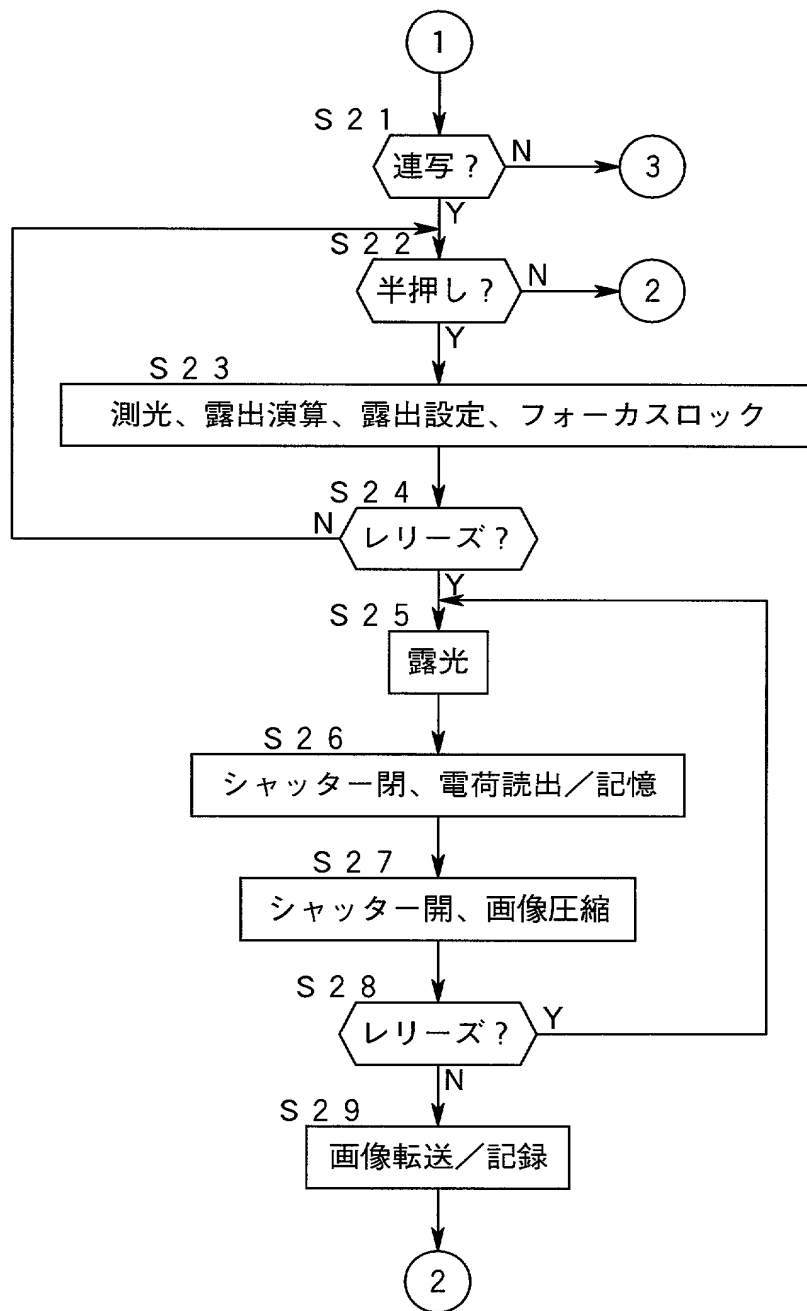 1
S21
連写?
N
3
Y
S22
半押し?
N
2
Y
S23
測光、露出演算、露出設定、フォーカスロック
S24
N
レリーズ?
Y
S25
露光
S26
シャッター閉、電荷読出/記憶
S27
シャッター開、画像圧縮
S28
レリーズ?
Y
N
S29
画像転送/記録
2